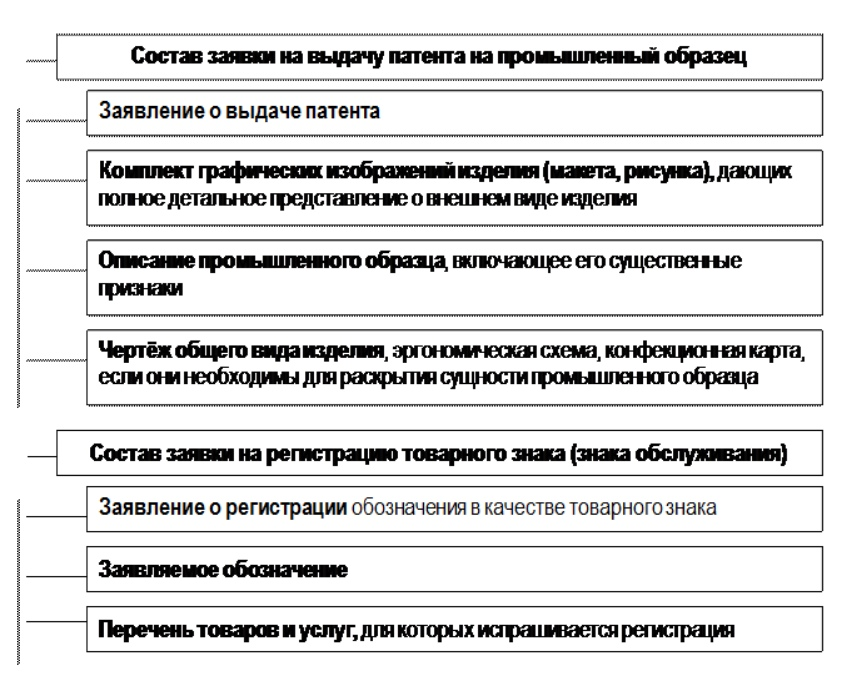 Состав заявки на выдачу патента на промышленный образец
Заявление о выдаче патента
Комплект графических изображений изделия (макета, рисунка), дающих
полное детальное представление о внешнем виде изделия
Описание промышленного образца, включающее его существенные
признаки
Чертёж общего вида изделия, эргономическая схема, конфекционная карта,
если они необходимы для раскрытия сущности промышленного образца
Состав заявки на регистрацию товарного знака (знака обслуживания)
Заявление о регистрации обозначения в качестве товарного знака
Заявляемое обозначение
Перечень товаров и услуг, для которых испрашивается регистрация